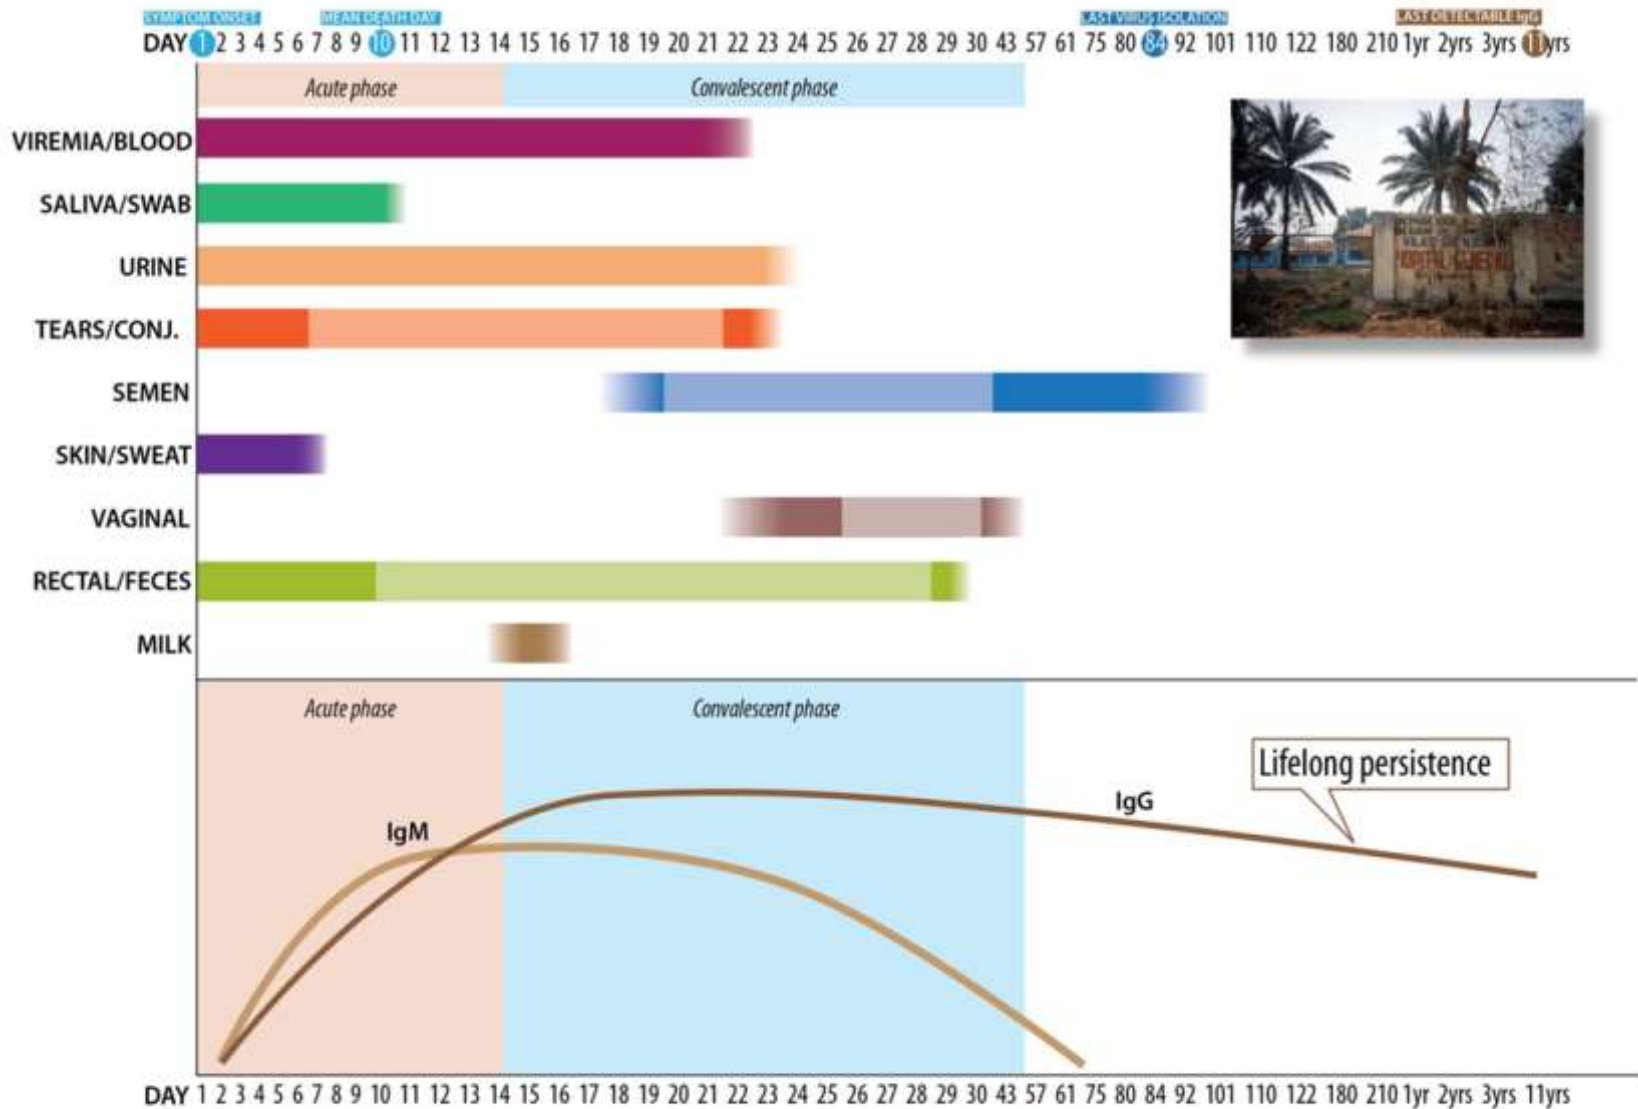 SYMPTOM ONSET MEAN DEATH DAY LAST VIRUS ISOLATION LAST DETECTABLE IgG
DAY 1 2 3 4 5 6 7 8 9 10 11 12 13 14 15 16 17 18 19 20 21 22 23 24 25 26 27 28 29 30 43 57 61 75 80 84 92 101 110 122 180 210 1yr 2yrs 3yrs 11yrs
Acute phase Convalescent phase
VIREMIA/BLOOD
SALIVA/SWAB
HOPITAL GENERAL
URINE
TEARS/CONJ.
SEMEN
SKIN/SWEAT
VAGINAL
RECTAL/FECES
MILK
Acute phase Convalescent phase
Lifelong persistence
IgG
IgM
DAY 1 2 3 4 5 6 7 8 9 10 11 12 13 14 15 16 17 18 19 20 21 22 23 24 25 26 27 28 29 30 43 57 61 75 80 84 92 101 110 122 180 210 1yr 2yrs 3yrs 11yrs